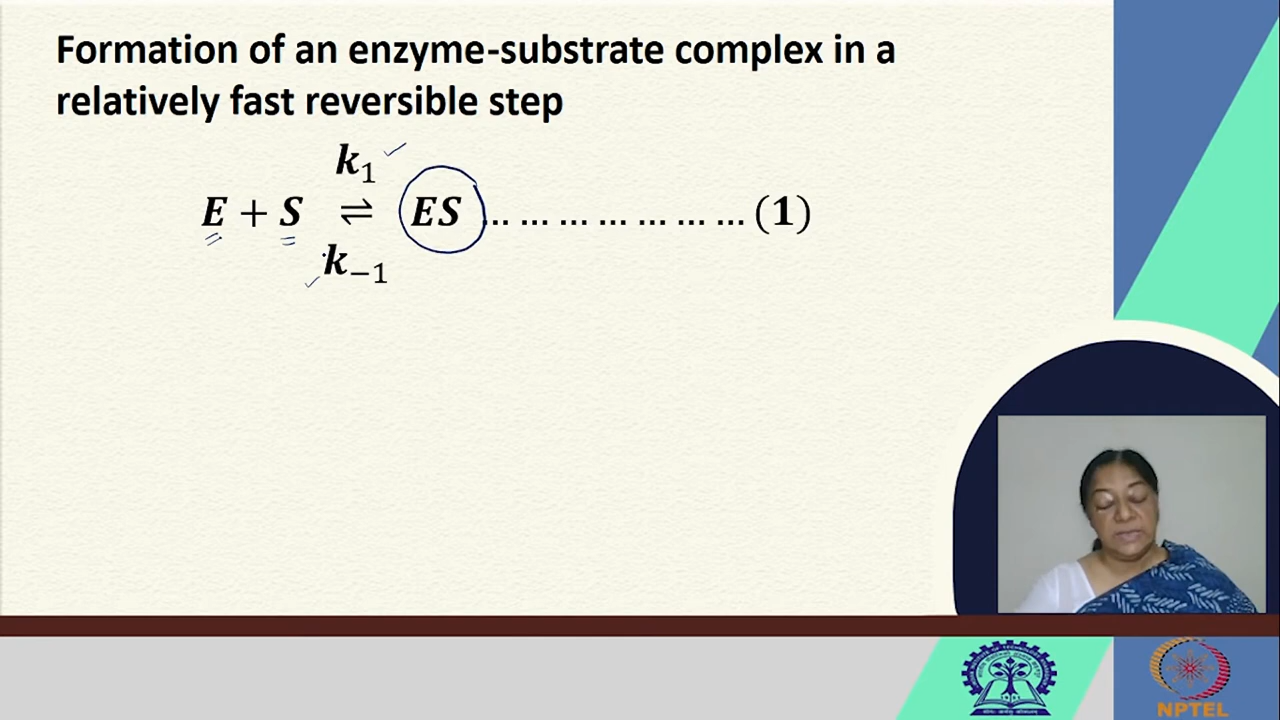 Formation of an enzyme-substrate complex in a
relatively fast reversible step
k₁
E + S ⇌ ES ... ... ... ... ... ... ... (1)
k₋₁
NPTEL